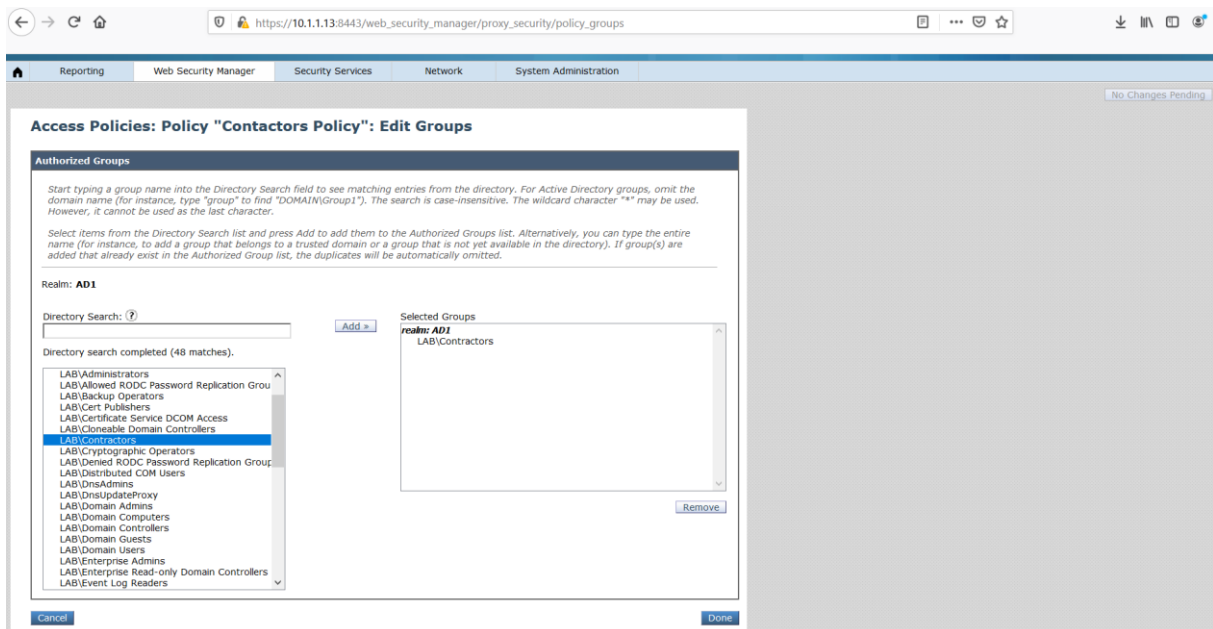 https://10.1.1.13:8443/web_security_manager/proxy_security/policy_groups
Reporting Web Security Manager Security Services Network System Administration
No Changes Pending
Access Policies: Policy "Contactors Policy": Edit Groups
Authorized Groups
Start typing a group name into the Directory Search field to see matching entries from the directory. For Active Directory groups, omit the
domain name (for instance, type "group" to find "DOMAIN\Group1"). The search is case-insensitive. The wildcard character "*" may be used.
However, it cannot be used as the last character.
Select items from the Directory Search list and press Add to add them to the Authorized Groups list. Alternatively, you can type the entire
name (for instance, to add a group that belongs to a trusted domain or a group that is not yet available in the directory). If group(s) are
added that already exist in the Authorized Group list, the duplicates will be automatically omitted.
Realm: AD1
Directory Search: ?
Add »
Directory search completed (48 matches).
LAB\Administrators
LAB\Allowed RODC Password Replication Grou
LAB\Backup Operators
LAB\Cert Publishers
LAB\Certificate Service DCOM Access
LAB\Cloneable Domain Controllers
LAB\Contractors
LAB\Cryptographic Operators
LAB\Denied RODC Password Replication Group
LAB\Distributed COM Users
LAB\DnsAdmins
LAB\DnsUpdateProxy
LAB\Domain Admins
LAB\Domain Computers
LAB\Domain Controllers
LAB\Domain Guests
LAB\Domain Users
LAB\Enterprise Admins
LAB\Enterprise Read-only Domain Controllers
LAB\Event Log Readers
Selected Groups
realm: AD1
LAB\Contractors
Remove
Cancel
Done